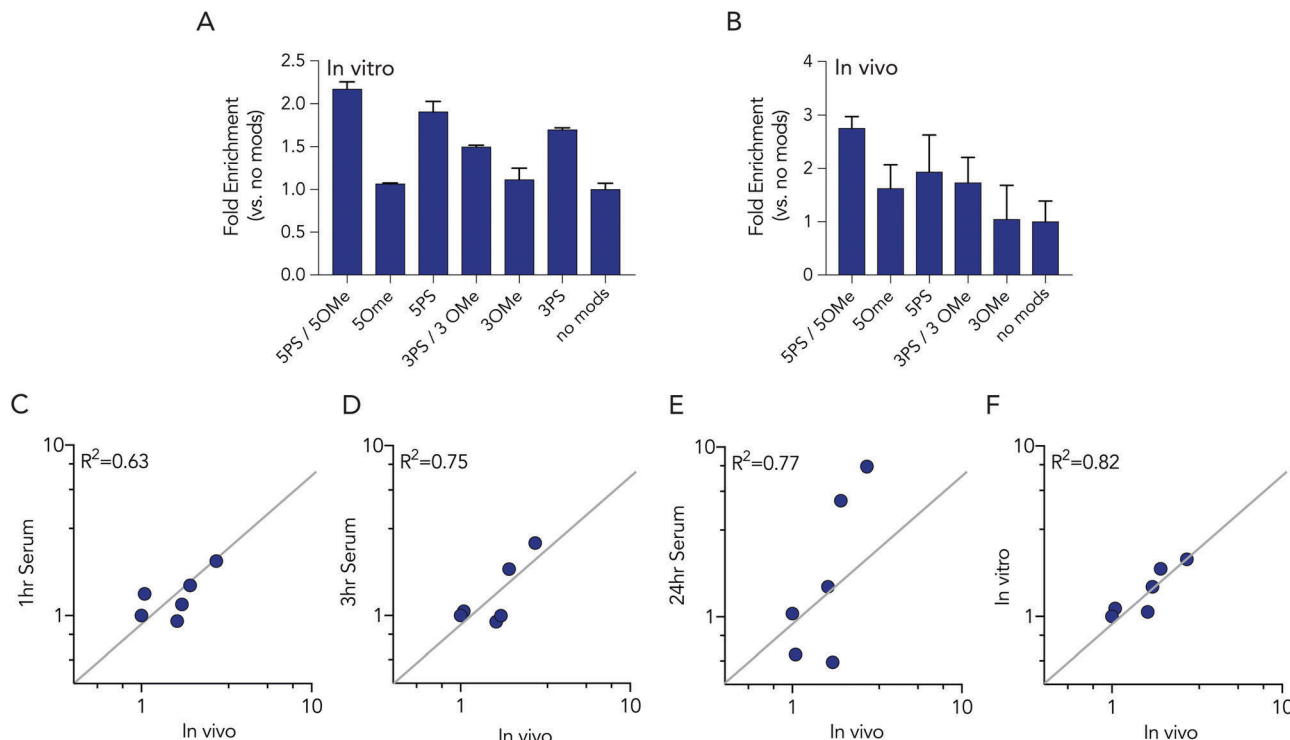 A
In vitro
Fold Enrichment
(vs. no mods)
2.5
2.0
1.5
1.0
0.5
0.0
5PS / 5OMe
5Ome
5PS
3PS / 3 OMe
3OMe
3PS
no mods
B
In vivo
Fold Enrichment
(vs. no mods)
4
3
2
1
0
5PS / 5OMe
5Ome
5PS
3PS / 3 OMe
3OMe
no mods
C
10
R²=0.63
1hr Serum
1
1
10
In vivo
D
10
R²=0.75
3hr Serum
1
1
10
In vivo
E
10
R²=0.77
24hr Serum
1
1
10
In vivo
F
10
R²=0.82
In vitro
1
1
10
In vivo